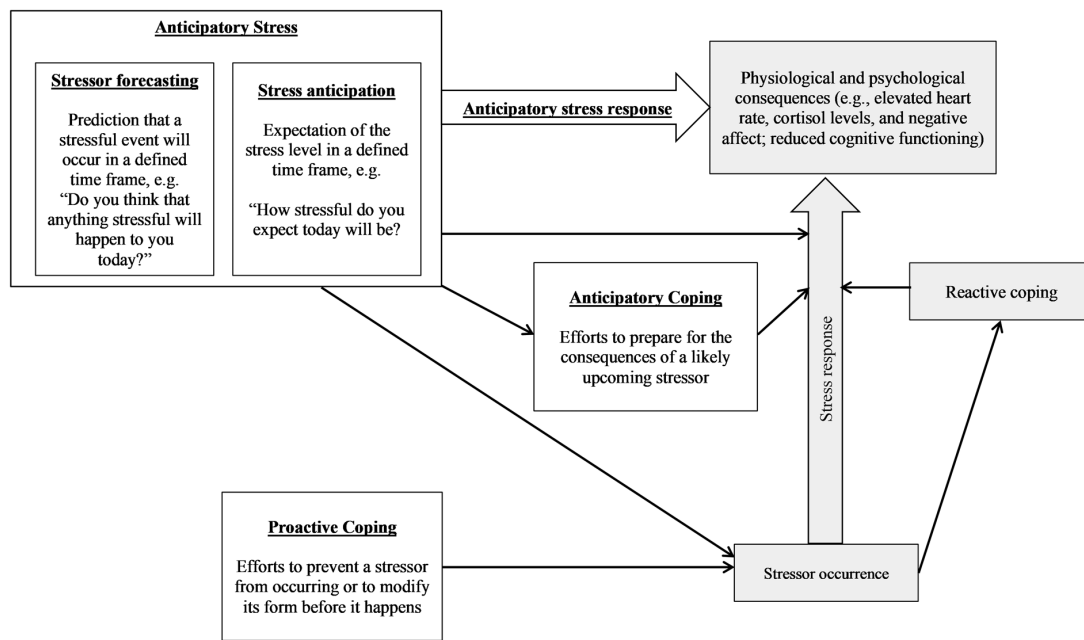 Anticipatory Stress
Stressor forecasting
Prediction that a
stressful event will
occur in a defined
time frame, e.g.
“Do you think that
anything stressful will
happen to you
today?”
Stress anticipation
Expectation of the
stress level in a defined
time frame, e.g.
“How stressful do you
expect today will be?
Anticipatory stress response
Physiological and psychological
consequences (e.g., elevated heart
rate, cortisol levels, and negative
affect; reduced cognitive functioning)
Anticipatory Coping
Efforts to prepare for the
consequences of a likely
upcoming stressor
Stress response
Reactive coping
Proactive Coping
Efforts to prevent a stressor
from occurring or to modify
its form before it happens
Stressor occurrence